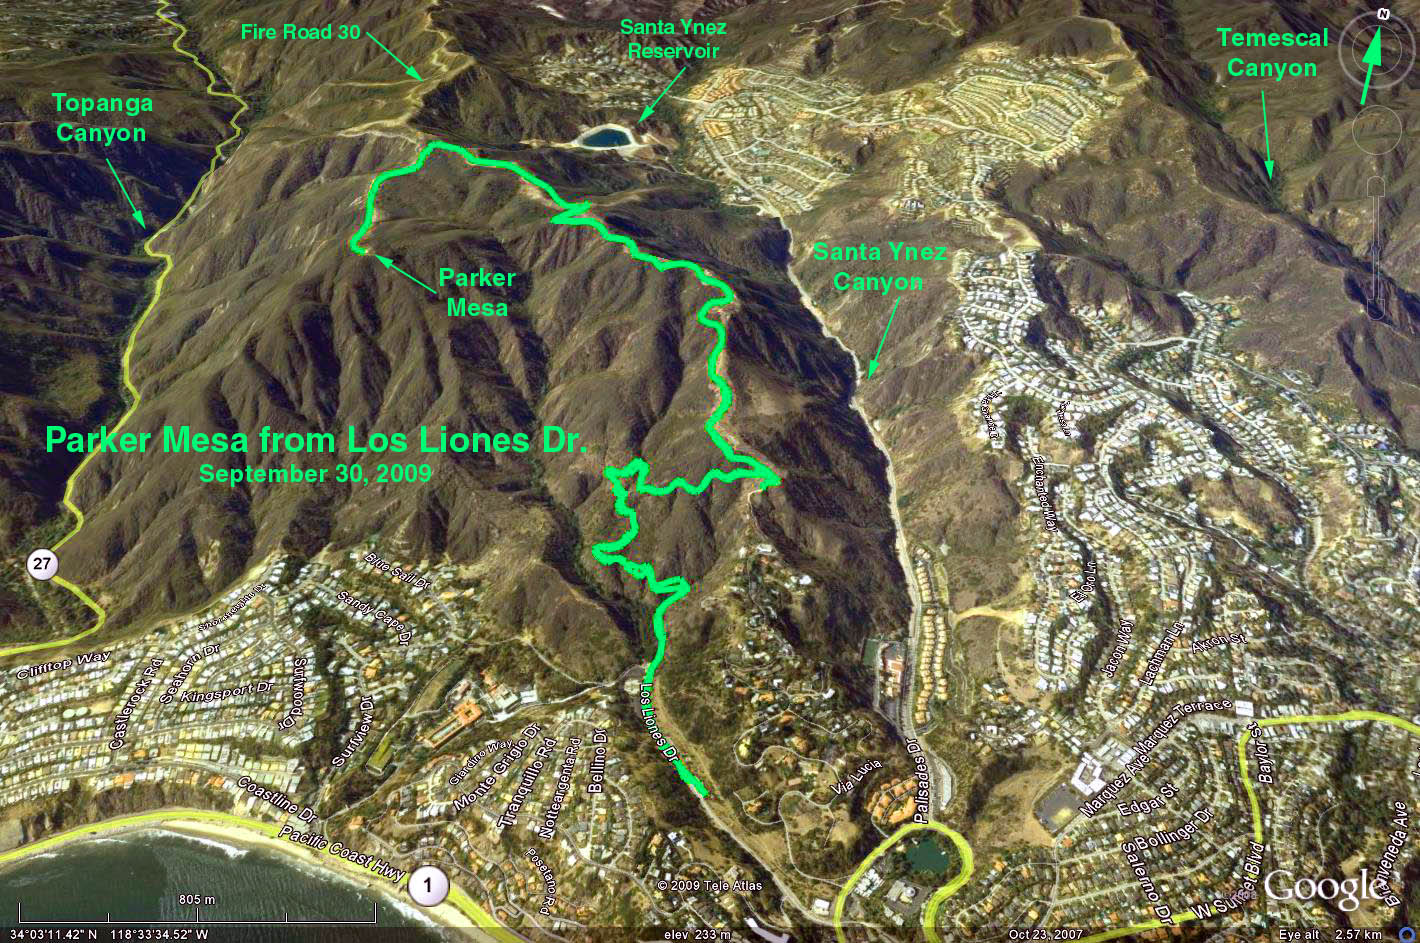 Fire Road 30
Santa Ynez
Reservoir
N
Temescal
Canyon
Topanga
Canyon
Santa Ynez
Canyon
Parker
Mesa
Parker Mesa from Los Liones Dr.
September 30, 2009
27
Enchanted Way
Blue Sail Dr
Sandy Cape Dr
Clifftop Way
Castlerock Rd
Seahorn Dr
Kingsport Dr
Surfwood Dr
Surfview Dr
Coastline Dr
Pacific Coast Hwy
1
Giardino Way
Monte Grigio Dr
Tranquillo Rd
Notteargenta Rd
Bellino Dr
Posetano Rd
Los Liones Dr
Via Lucia
Palisades Dr
Jacon Way
Lachman Ln
Akron St
Marquez Terrace
Marquez Ave
Edgar St
Bollinger Dr
Salerno Dr
Baylor St
W Sunset Blvd
Bienveneda Ave
© 2009 Tele Atlas
Google
805 m
34°03'11.42" N 118°33'34.52" W
elev 233 m
Oct 23, 2007
Eye alt 2.57 km